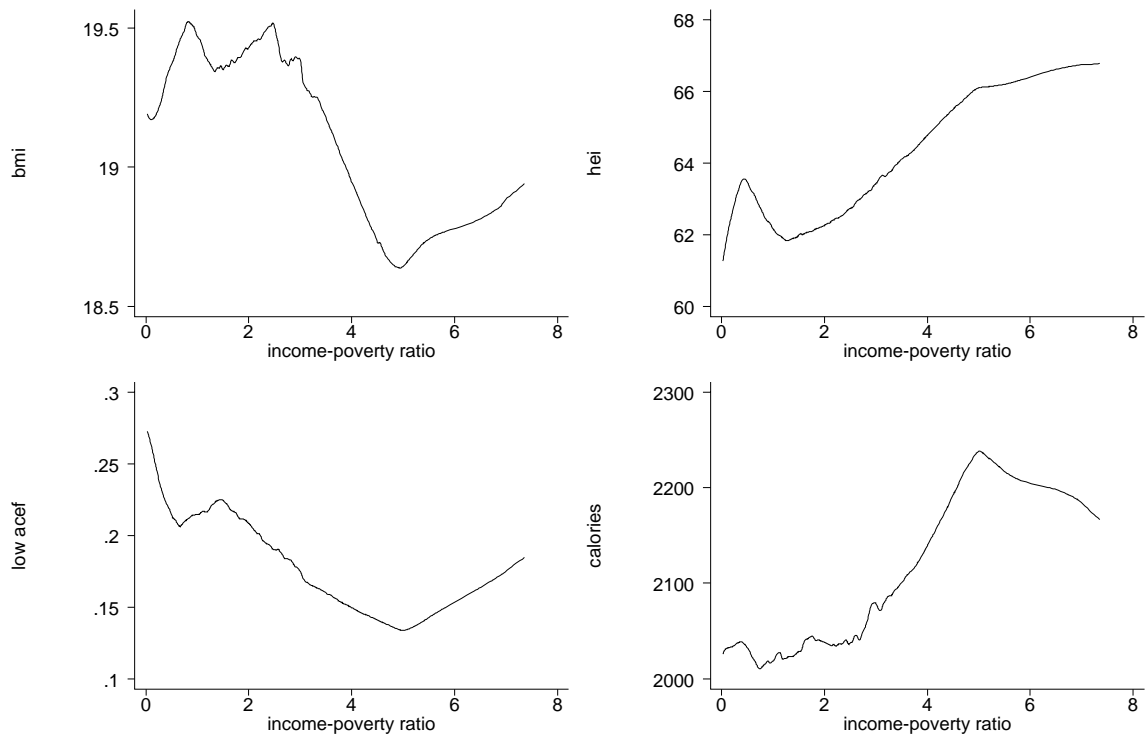 19.5
19
18.5
bmi
0 2 4 6 8
income-poverty ratio
68
66
64
62
60
hei
0 2 4 6 8
income-poverty ratio
.3
.25
.2
.15
.1
low acef
0 2 4 6 8
income-poverty ratio
2300
2200
2100
2000
calories
0 2 4 6 8
income-poverty ratio